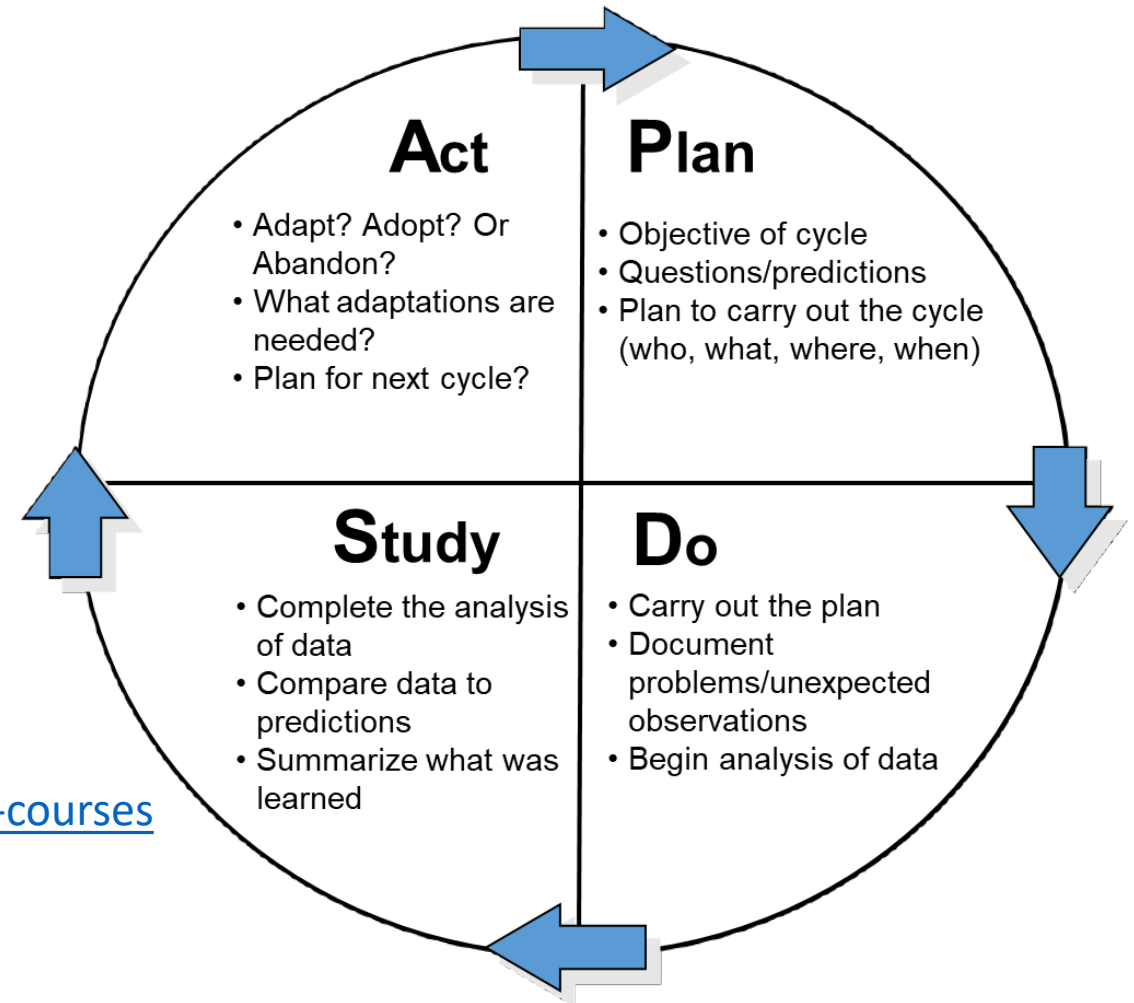 Act
• Adapt? Adopt? Or
Abandon?
• What adaptations are
needed?
• Plan for next cycle?
Plan
• Objective of cycle
• Questions/predictions
• Plan to carry out the cycle
(who, what, where, when)
Study
• Complete the analysis
of data
• Compare data to
predictions
• Summarize what was
learned
Do
• Carry out the plan
• Document
problems/unexpected
observations
• Begin analysis of data
-courses